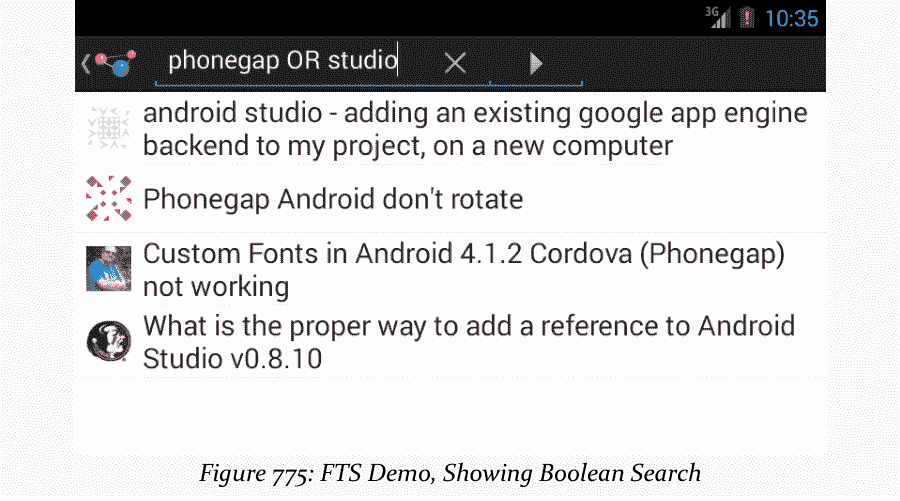 3G 10:35
phonegap OR studio
android studio - adding an existing google app engine
backend to my project, on a new computer
Phonegap Android don't rotate
Custom Fonts in Android 4.1.2 Cordova (Phonegap)
not working
What is the proper way to add a reference to Android
Studio v0.8.10
Figure 775: FTS Demo, Showing Boolean Search